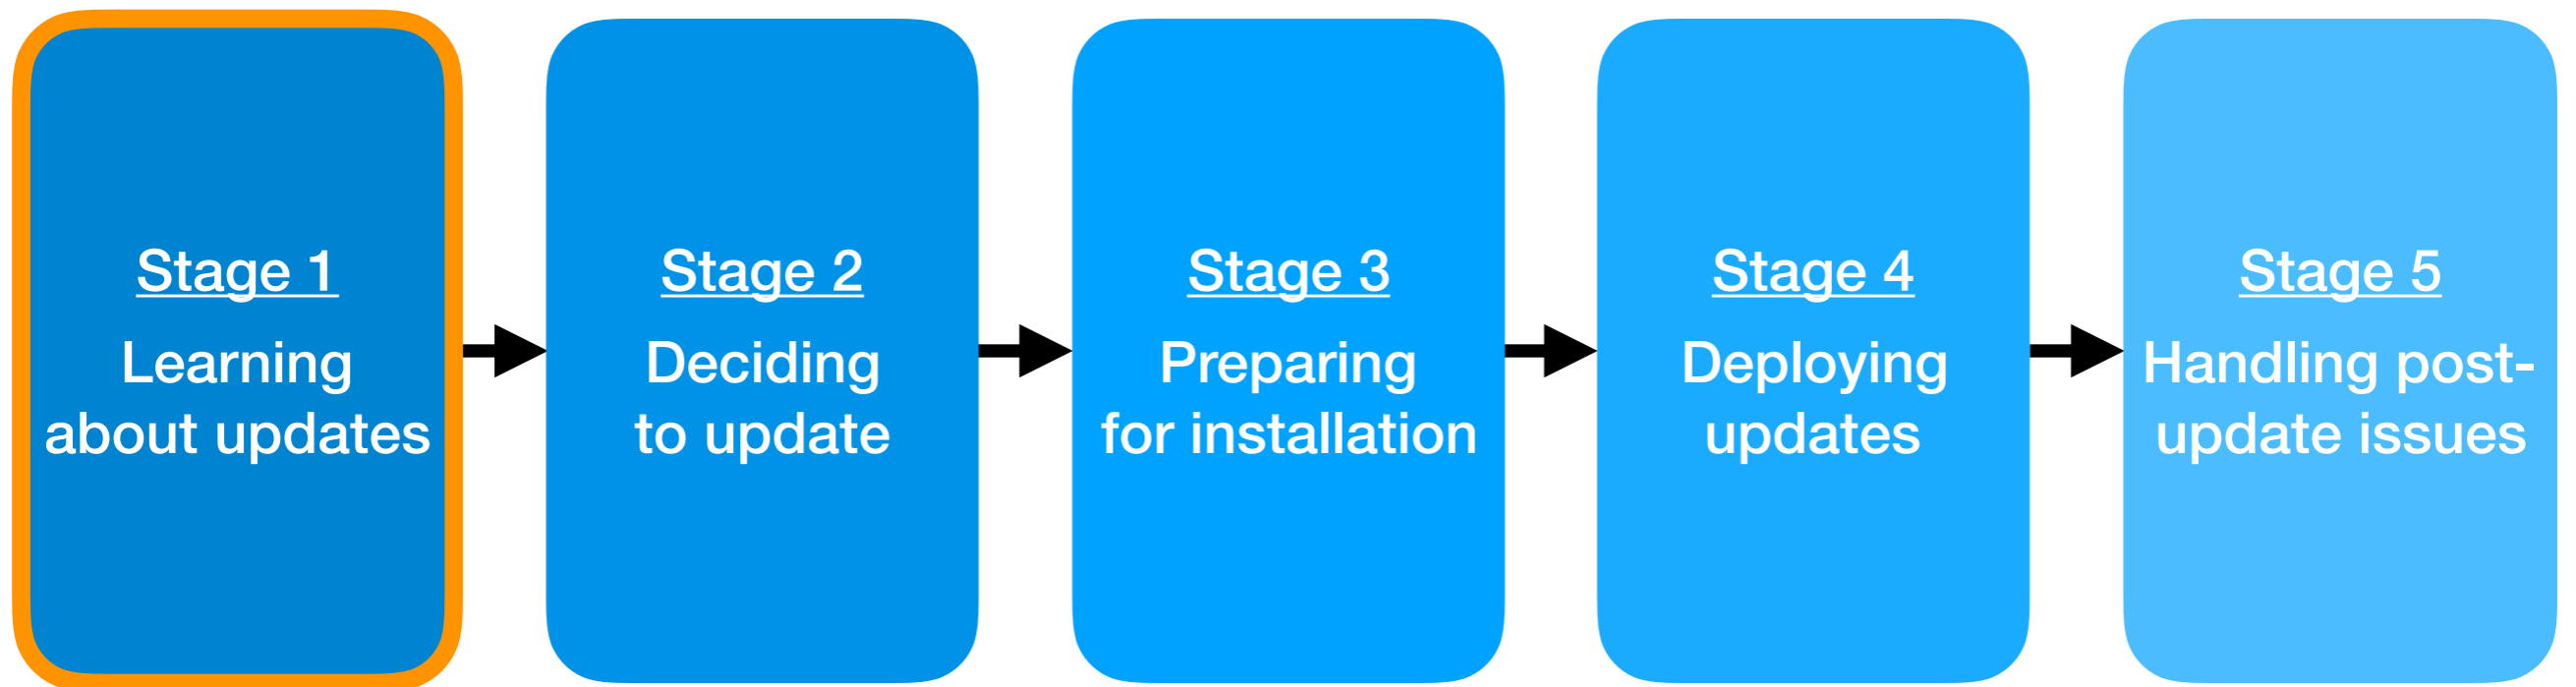 Stage 1
Learning
about updates
Stage 2
Deciding
to update
Stage 3
Preparing
for installation
Stage 4
Deploying
updates
Stage 5
Handling post-
update issues